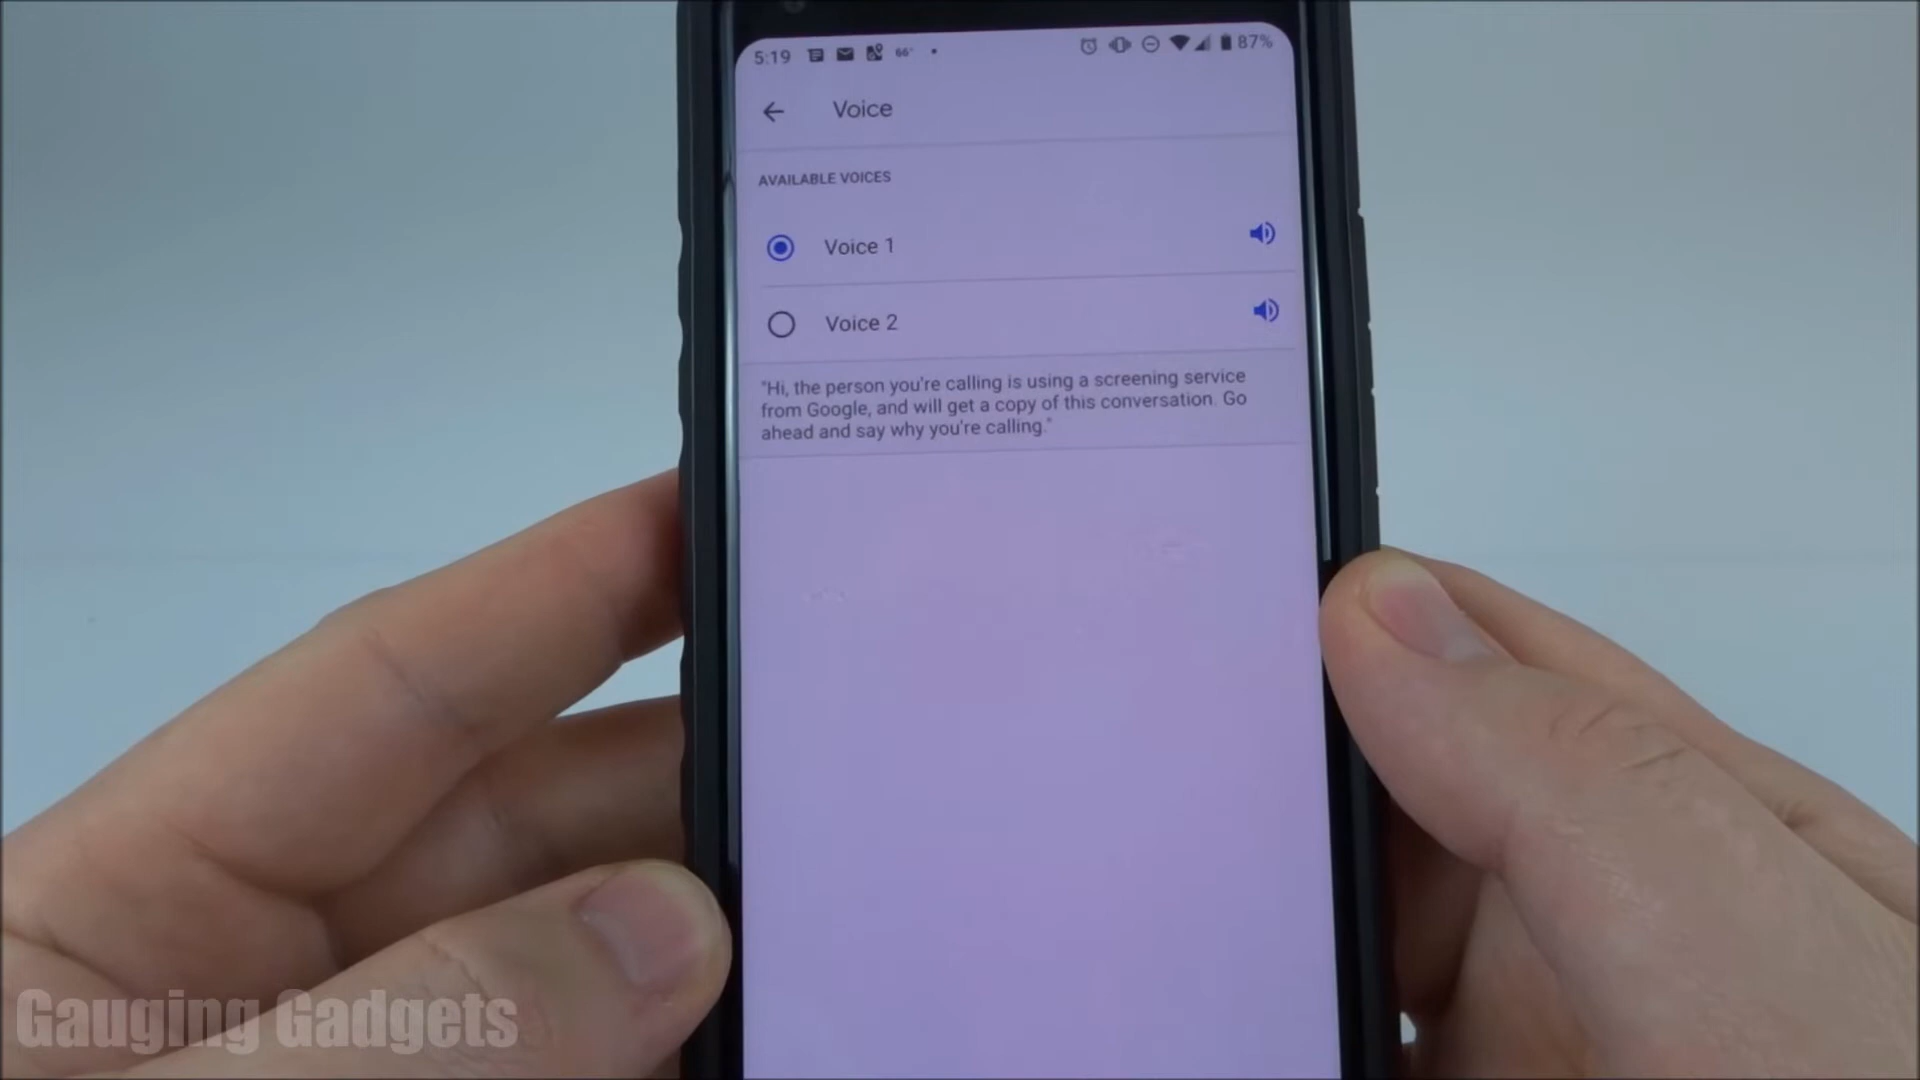 5:19 66° 87%
Voice
AVAILABLE VOICES
Voice 1
Voice 2
"Hi, the person you're calling is using a screening service
from Google, and will get a copy of this conversation. Go
ahead and say why you're calling."
Gauging Gadgets